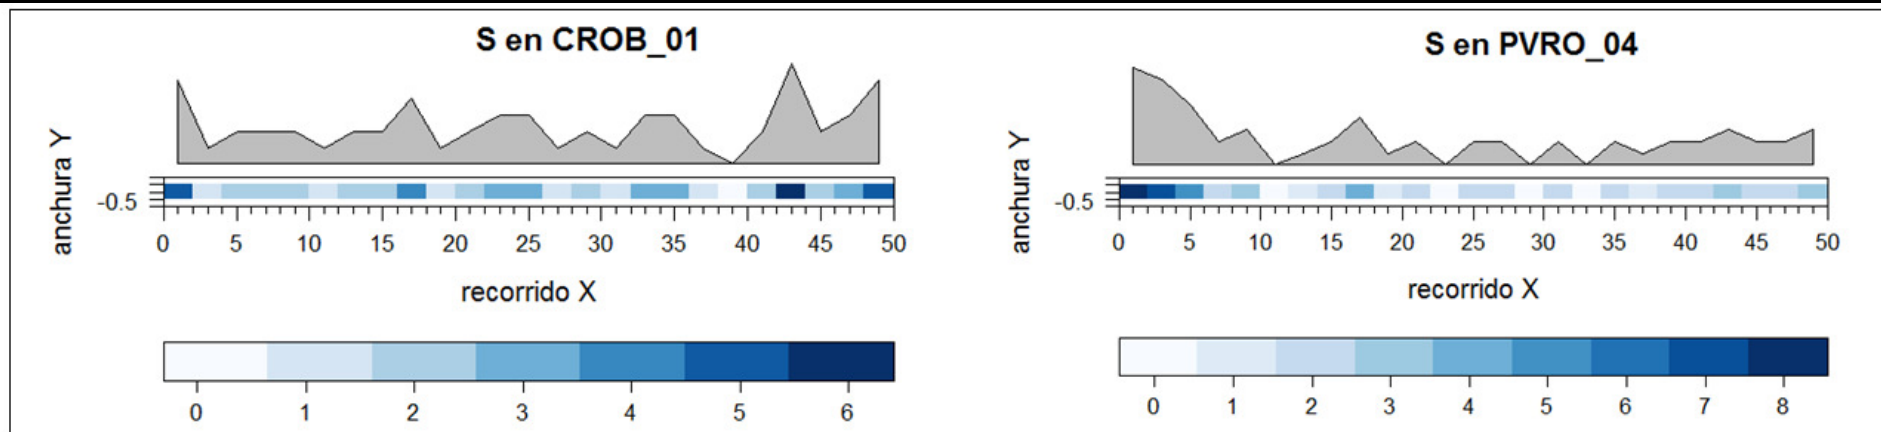 S en CROB_01
anchura Y
-0.5
0 5 10 15 20 25 30 35 40 45 50
recorrido X
0 1 2 3 4 5 6
S en PVRO_04
anchura Y
-0.5
0 5 10 15 20 25 30 35 40 45 50
recorrido X
0 1 2 3 4 5 6 7 8